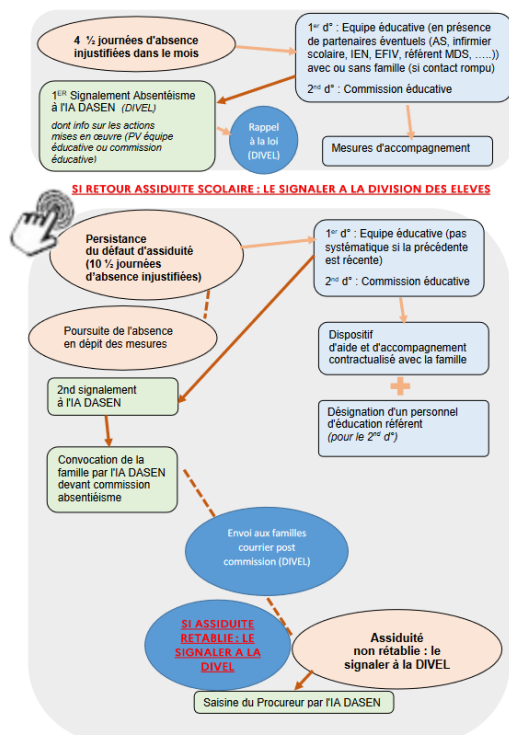 4 ½ journées d'absence
injustifiées dans le mois
1er d° : Equipe éducative (en présence
de partenaires éventuels (AS, infirmier
scolaire, IEN, EFIV, référent MDS, …..))
avec ou sans famille (si contact rompu)
2nd d° : Commission éducative
1ER Signalement Absentéisme
à l'IA DASEN (DIVEL)
dont info sur les actions
mises en œuvre (PV équipe
éducative ou commission
éducative)
Rappel
à la loi
(DIVEL)
Mesures d'accompagnement
SI RETOUR ASSIDUITE SCOLAIRE : LE SIGNALER A LA DIVISION DES ELEVES
Persistance
du défaut d'assiduité
(10 ½ journées
d'absence injustifiées)
1er d° : Equipe éducative (pas
systématique si la précédente
est récente)
2nd d° : Commission éducative
Poursuite de l'absence
en dépit des mesures
Dispositif
d'aide et d'accompagnement
contractualisé avec la famille
2nd signalement
à l'IA DASEN
Désignation d'un personnel
d'éducation référent
(pour le 2nd d°)
Convocation de la
famille par l'IA DASEN
devant commission
absentiéisme
Envoi aux familles
courrier post
commission (DIVEL)
SI ASSIDUITE
RETABLIE : LE
SIGNALER A LA
DIVEL
Assiduité
non rétablie : le
signaler à la DIVEL
Saisine du Procureur par l'IA DASEN